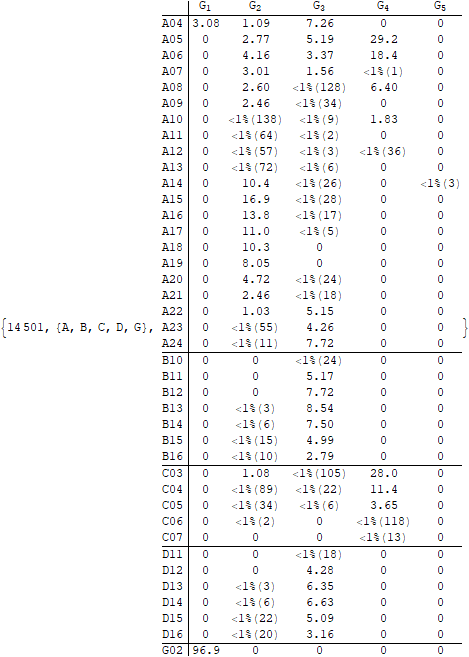 G1 G2 G3 G4 G5
A04 3.08 1.09 7.26 0 0
A05 0 2.77 5.19 29.2 0
A06 0 4.16 3.37 18.4 0
A07 0 3.01 1.56 <1%(1) 0
A08 0 2.60 <1%(128) 6.40 0
A09 0 2.46 <1%(34) 0 0
A10 0 <1%(138) <1%(9) 1.83 0
A11 0 <1%(64) <1%(2) 0 0
A12 0 <1%(57) <1%(3) <1%(36) 0
A13 0 <1%(72) <1%(6) 0 0
A14 0 10.4 <1%(26) 0 <1%(3)
A15 0 16.9 <1%(28) 0 0
A16 0 13.8 <1%(17) 0 0
A17 0 11.0 <1%(5) 0 0
A18 0 10.3 0 0 0
A19 0 8.05 0 0 0
A20 0 4.72 <1%(24) 0 0
A21 0 2.46 <1%(18) 0 0
A22 0 1.03 5.15 0 0
{14501, {A, B, C, D, G}, A23 0 <1%(55) 4.26 0 0 }
A24 0 <1%(11) 7.72 0 0
B10 0 0 <1%(24) 0 0
B11 0 0 5.17 0 0
B12 0 0 7.72 0 0
B13 0 <1%(3) 8.54 0 0
B14 0 <1%(6) 7.50 0 0
B15 0 <1%(15) 4.99 0 0
B16 0 <1%(10) 2.79 0 0
C03 0 1.08 <1%(105) 28.0 0
C04 0 <1%(89) <1%(22) 11.4 0
C05 0 <1%(34) <1%(6) 3.65 0
C06 0 <1%(2) 0 <1%(118) 0
C07 0 0 0 <1%(13) 0
D11 0 0 <1%(18) 0 0
D12 0 0 4.28 0 0
D13 0 <1%(3) 6.35 0 0
D14 0 <1%(6) 6.63 0 0
D15 0 <1%(22) 5.09 0 0
D16 0 <1%(20) 3.16 0 0
G02 96.9 0 0 0 0